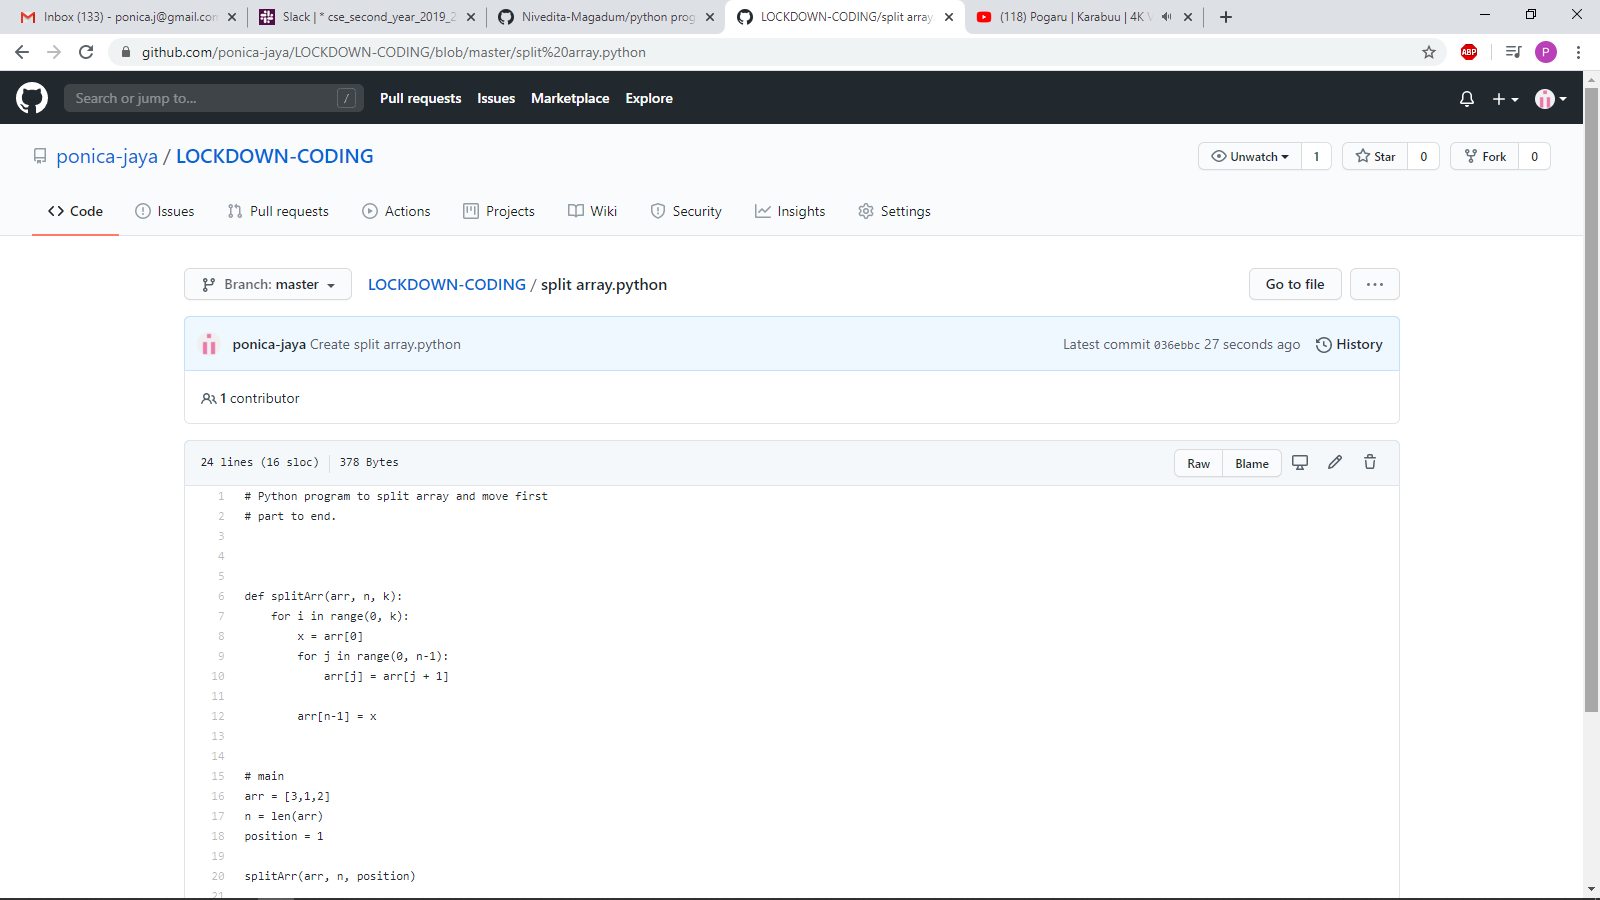 Inbox (133) - ponica.j@gmail.com
Slack | * cse_second_year_2019_2
Nivedita-Magadum/python prog
LOCKDOWN-CODING/split array
(118) Pogaru | Karabuu | 4K V
github.com/ponica-jaya/LOCKDOWN-CODING/blob/master/split%20array.python
ABP
P
Search or jump to...
/
Pull requests
Issues
Marketplace
Explore
ponica-jaya / LOCKDOWN-CODING
Unwatch 1
Star 0
Fork 0
Code
Issues
Pull requests
Actions
Projects
Wiki
Security
Insights
Settings
Branch: master
LOCKDOWN-CODING / split array.python
Go to file
...
ponica-jaya Create split array.python
Latest commit 036ebbc 27 seconds ago
History
1 contributor
24 lines (16 sloc) 378 Bytes
Raw
Blame
1 # Python program to split array and move first
2 # part to end.
3
4
5
6 def splitArr(arr, n, k):
7     for i in range(0, k):
8         x = arr[0]
9         for j in range(0, n-1):
10             arr[j] = arr[j + 1]
11
12         arr[n-1] = x
13
14
15 # main
16 arr = [3,1,2]
17 n = len(arr)
18 position = 1
19
20 splitArr(arr, n, position)
21